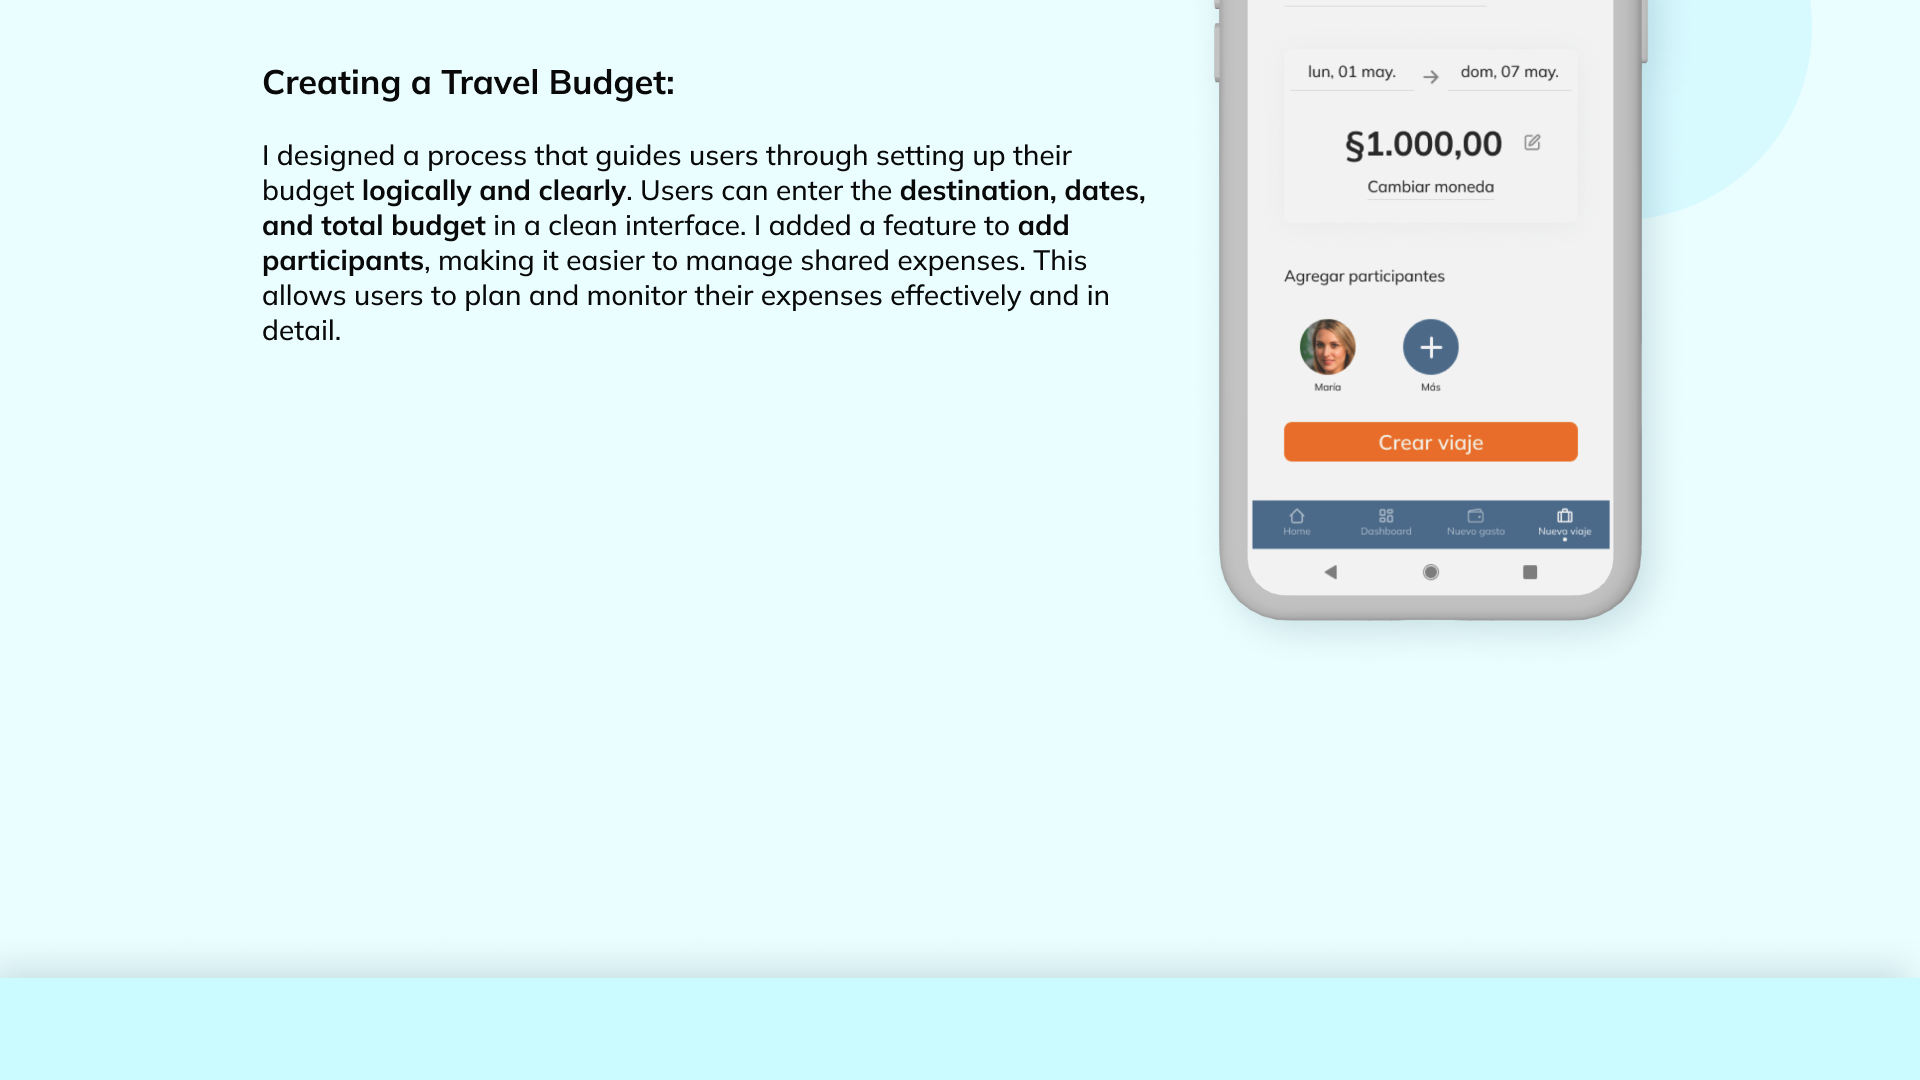 Creating a Travel Budget:
I designed a process that guides users through setting up their
budget logically and clearly. Users can enter the destination, dates,
and total budget in a clean interface. I added a feature to add
participants, making it easier to manage shared expenses. This
allows users to plan and monitor their expenses effectively and in
detail.
lun, 01 may. → dom, 07 may.
§1.000,00
Cambiar moneda
Agregar participantes
María Más
Crear viaje
Home Dashboard Nuevo gasto Nuevo viaje